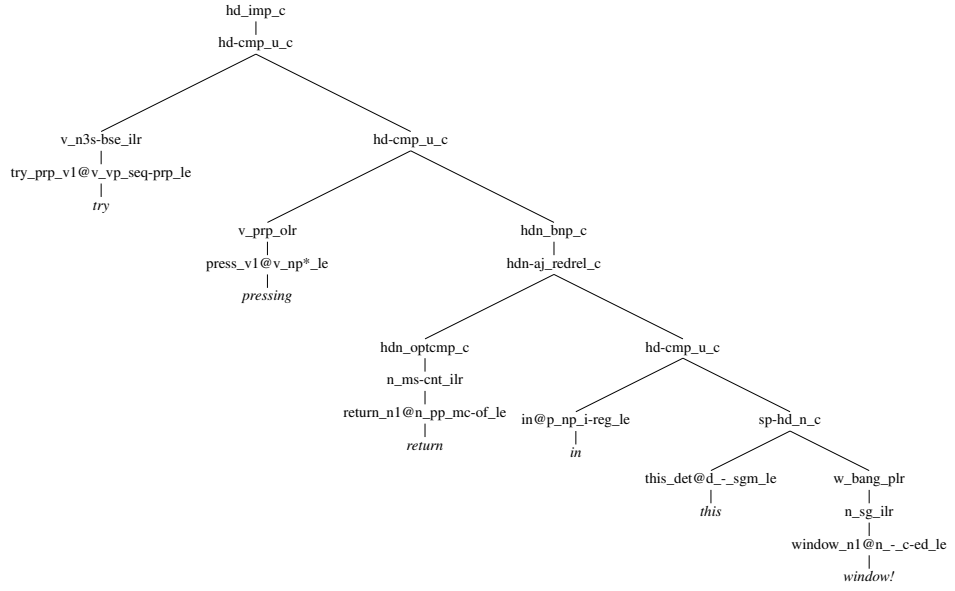 hd_imp_c
hd-cmp_u_c
v_n3s-bse_ilr hd-cmp_u_c
try_prp_v1@v_vp_seq-prp_le
try
v_prp_olr hdn_bnp_c
press_v1@v_np*_le hdn-aj_redrel_c
pressing
hdn_optcmp_c hd-cmp_u_c
n_ms-cnt_ilr
return_n1@n_pp_mc-of_le in@p_np_i-reg_le sp-hd_n_c
return in
this_det@d_-_sgm_le w_bang_plr
this n_sg_ilr
window_n1@n_-_c-ed_le
window!